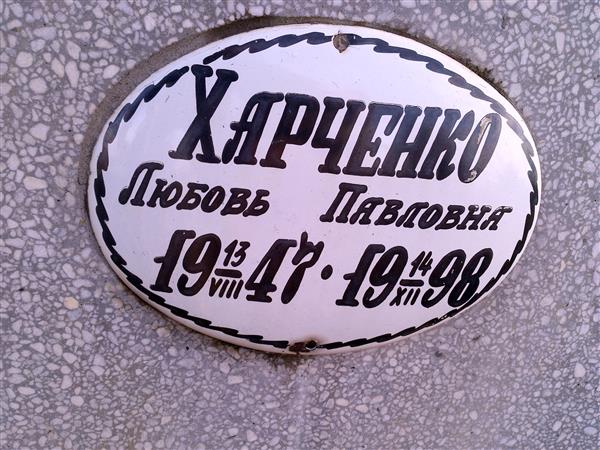 ХАРЧЕНКО
ЛЮБОВЬ ПАВЛОВНА
19 13/VIII 47 · 19 14/XII 98